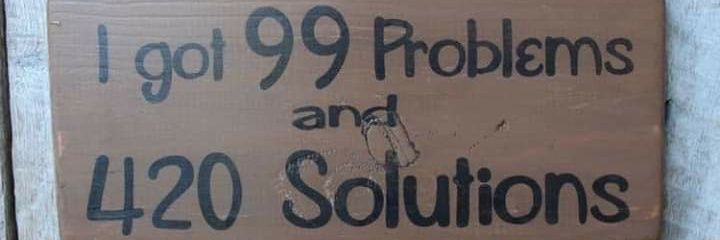 I got 99 Problems
and
420 Solutions